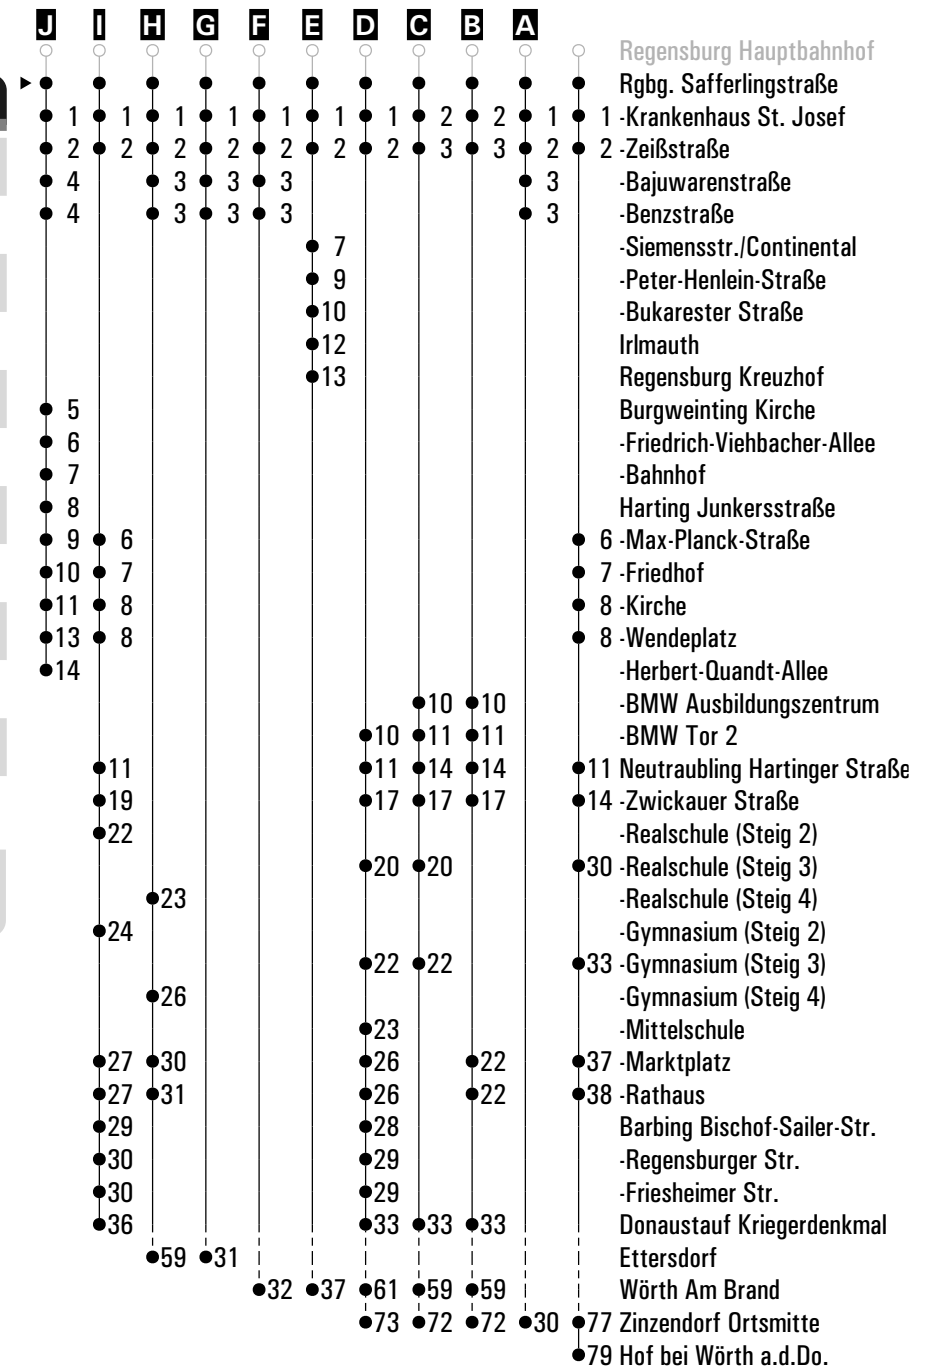 J I H G F E D C B A
Regensburg Hauptbahnhof
Rgbg. Safferlingstraße
1 1 1 1 1 1 1 2 2 1 1 -Krankenhaus St. Josef
2 2 2 2 2 2 2 3 3 2 2 -Zeißstraße
4 3 3 3 3 -Bajuwarenstraße
4 3 3 3 3 -Benzstraße
7 -Siemensstr./Continental
9 -Peter-Henlein-Straße
10 -Bukarester Straße
12 Irlmauth
13 Regensburg Kreuzhof
5 Burgweinting Kirche
6 -Friedrich-Viehbacher-Allee
7 -Bahnhof
8 Harting Junkersstraße
9 6 6 -Max-Planck-Straße
10 7 7 -Friedhof
11 8 8 -Kirche
13 8 8 -Wendeplatz
14 -Herbert-Quandt-Allee
10 10 -BMW Ausbildungszentrum
10 11 11 -BMW Tor 2
11 11 14 14 11 Neutraubling Hartinger Straße
19 17 17 17 14 -Zwickauer Straße
22 -Realschule (Steig 2)
20 20 30 -Realschule (Steig 3)
23 -Realschule (Steig 4)
24 -Gymnasium (Steig 2)
22 22 33 -Gymnasium (Steig 3)
26 -Gymnasium (Steig 4)
23 -Mittelschule
27 30 26 22 37 -Marktplatz
27 31 26 22 38 -Rathaus
29 28 Barbing Bischof-Sailer-Str.
30 29 -Regensburger Str.
30 29 -Friesheimer Str.
36 33 33 33 Donaustauf Kriegerdenkmal
59 31 Ettersdorf
32 37 61 59 59 Wörth Am Brand
73 72 72 30 77 Zinzendorf Ortsmitte
79 Hof bei Wörth a.d.Do.